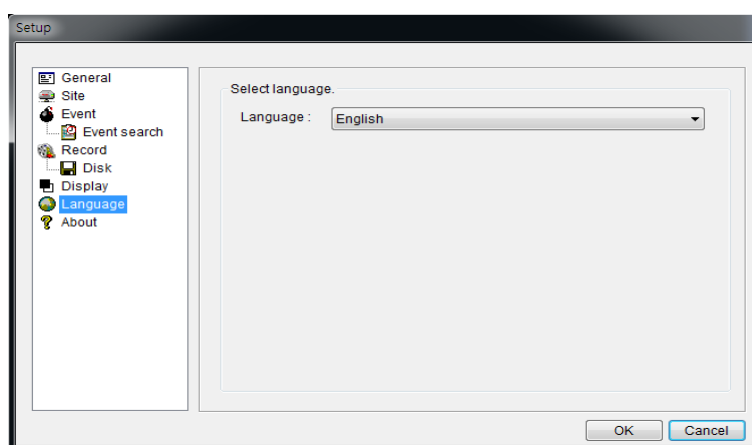 Setup
General
Site
Event
Event search
Record
Disk
Display
Language
About
Select language.
Language :
English
OK
Cancel